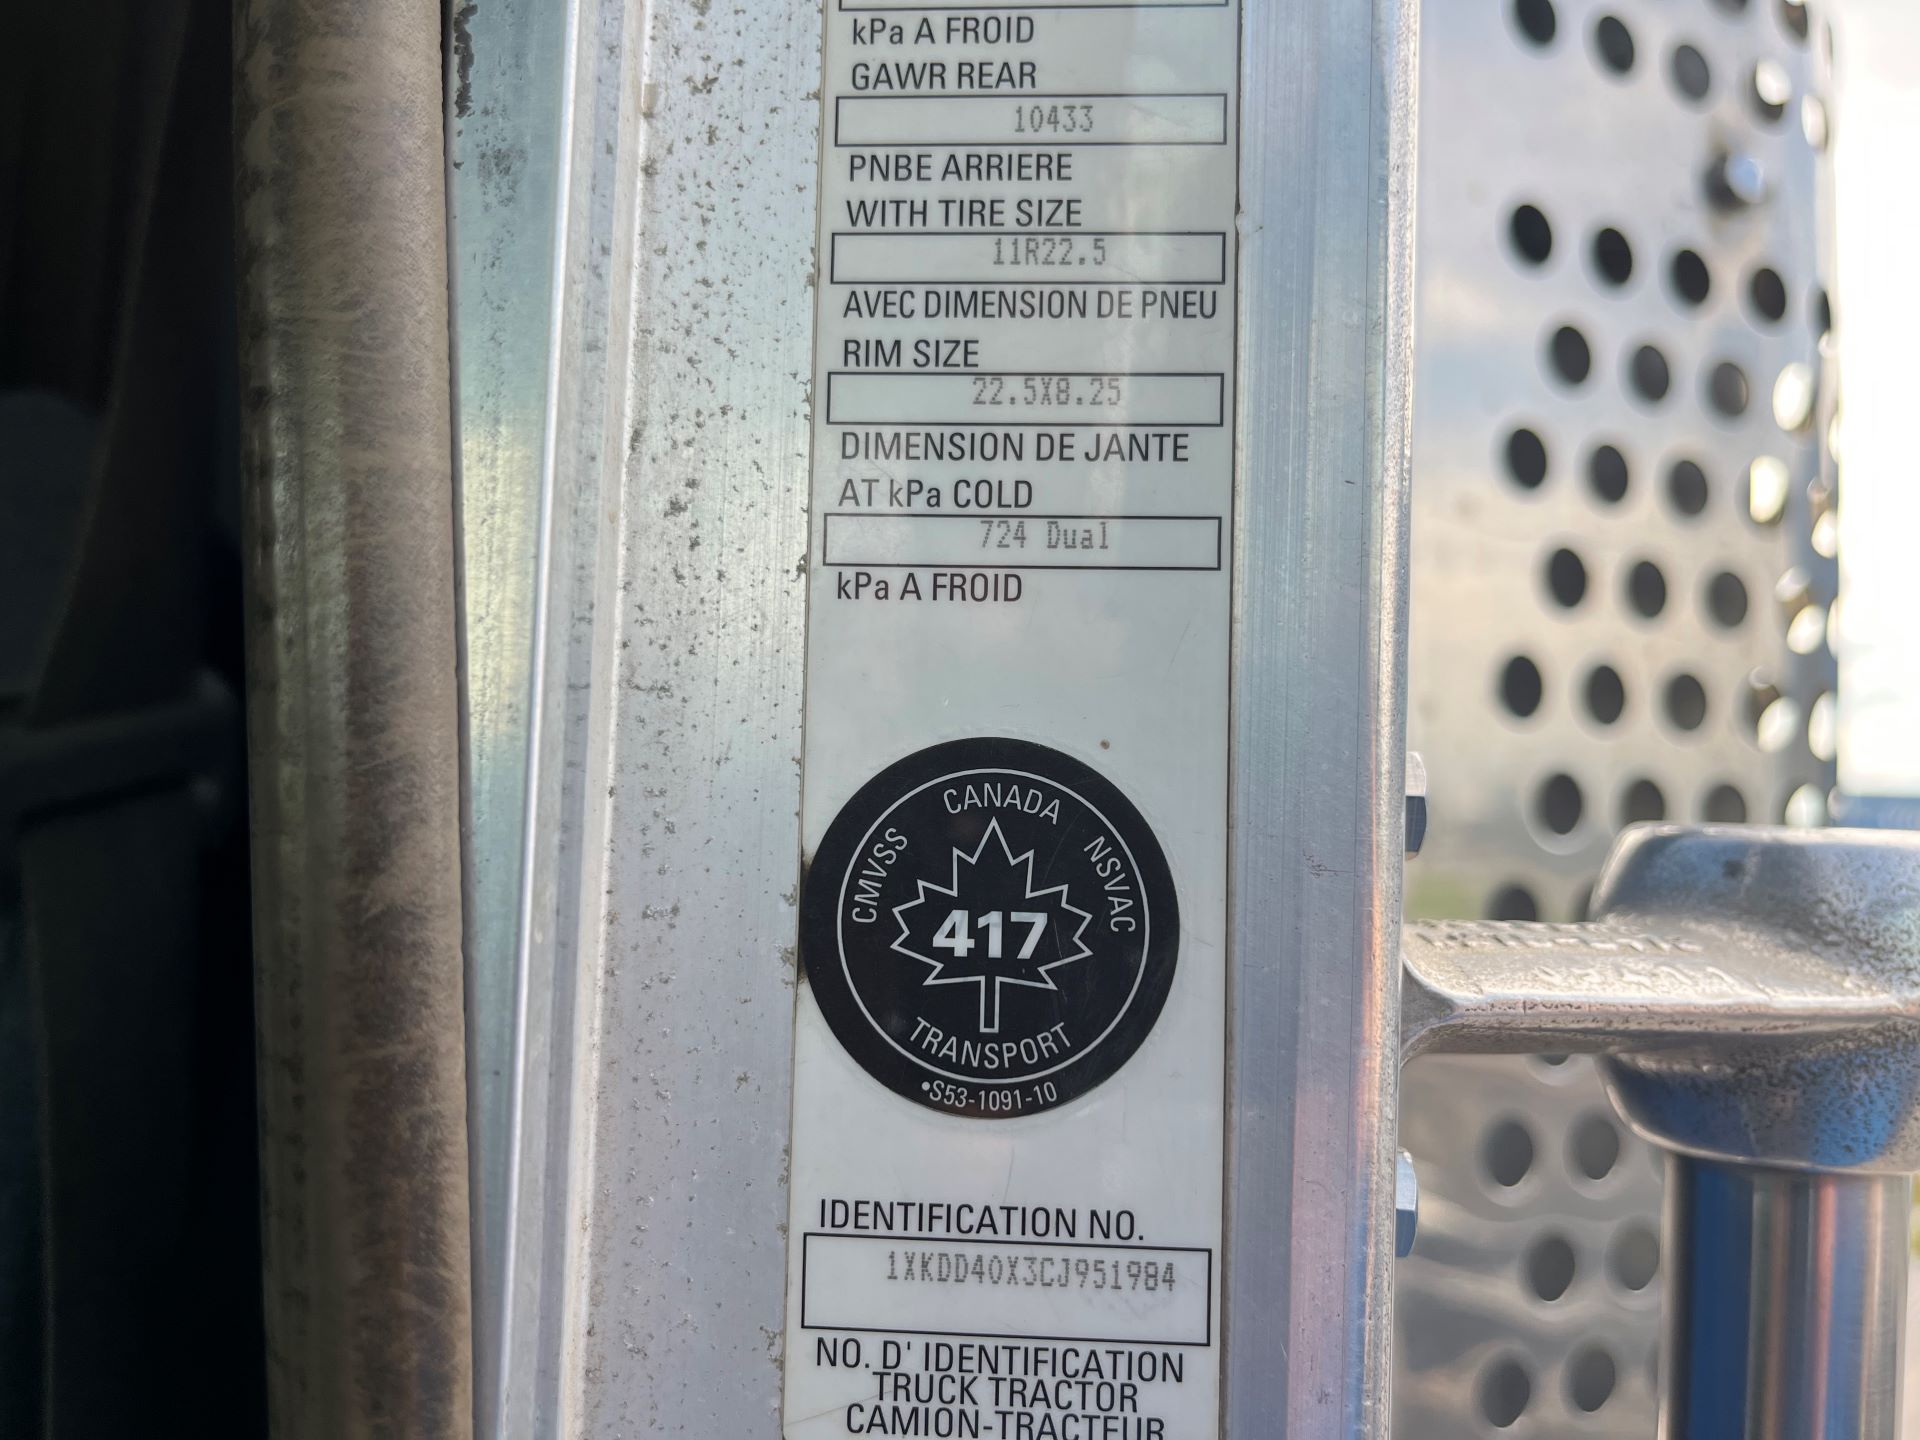 kPa A FROID
GAWR REAR
10433
PNBE ARRIERE
WITH TIRE SIZE
11R22.5
AVEC DIMENSION DE PNEU
RIM SIZE
22.5X8.25
DIMENSION DE JANTE
AT kPa COLD
724 Dual
kPa A FROID
CANADA
CMVSS
NSVAC
417
TRANSPORT
•S53-1091-10
IDENTIFICATION NO.
1XKDD40X3CJ951984
NO. D' IDENTIFICATION
TRUCK TRACTOR
CAMION-TRACTEUR